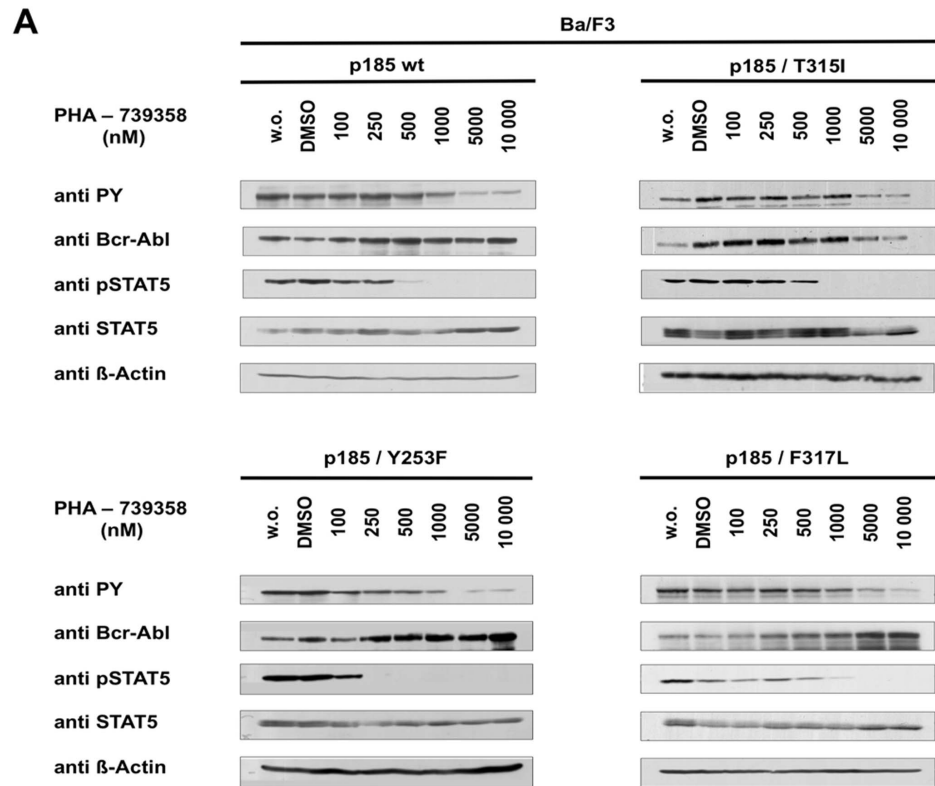 A
Ba/F3
p185 wt
p185 / T315I
PHA – 739358
(nM)
w.o.
DMSO
100
250
500
1000
5000
10 000
w.o.
DMSO
100
250
500
1000
5000
10 000
anti PY
anti Bcr-Abl
anti pSTAT5
anti STAT5
anti ß-Actin
p185 / Y253F
p185 / F317L
PHA – 739358
(nM)
w.o.
DMSO
100
250
500
1000
5000
10 000
w.o.
DMSO
100
250
500
1000
5000
10 000
anti PY
anti Bcr-Abl
anti pSTAT5
anti STAT5
anti ß-Actin